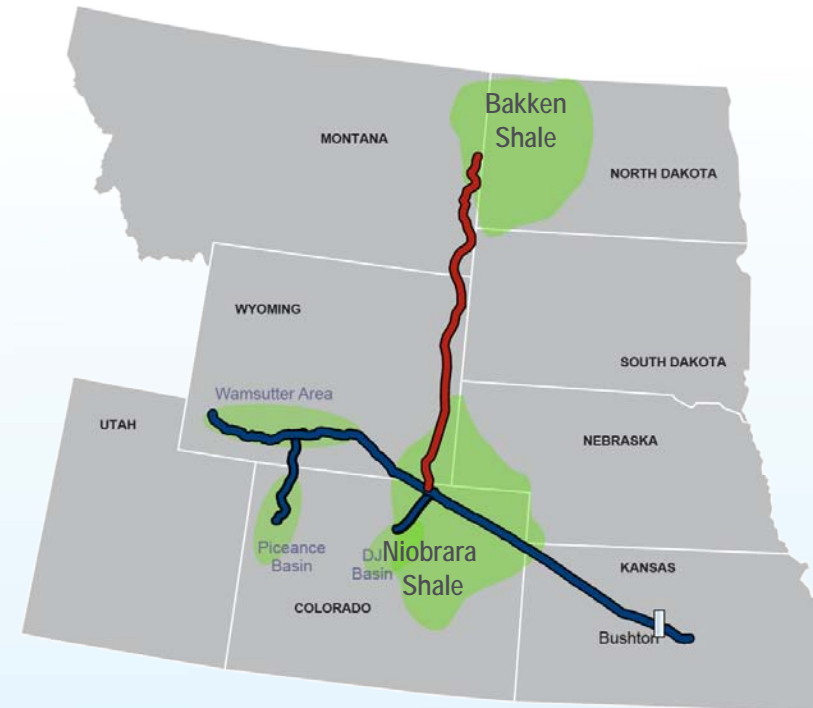 Bakken
Shale
MONTANA
NORTH DAKOTA
WYOMING
SOUTH DAKOTA
Wamsutter Area
UTAH
NEBRASKA
Piceance
Basin
DJ
Basin
Niobrara
Shale
KANSAS
COLORADO
Bushton